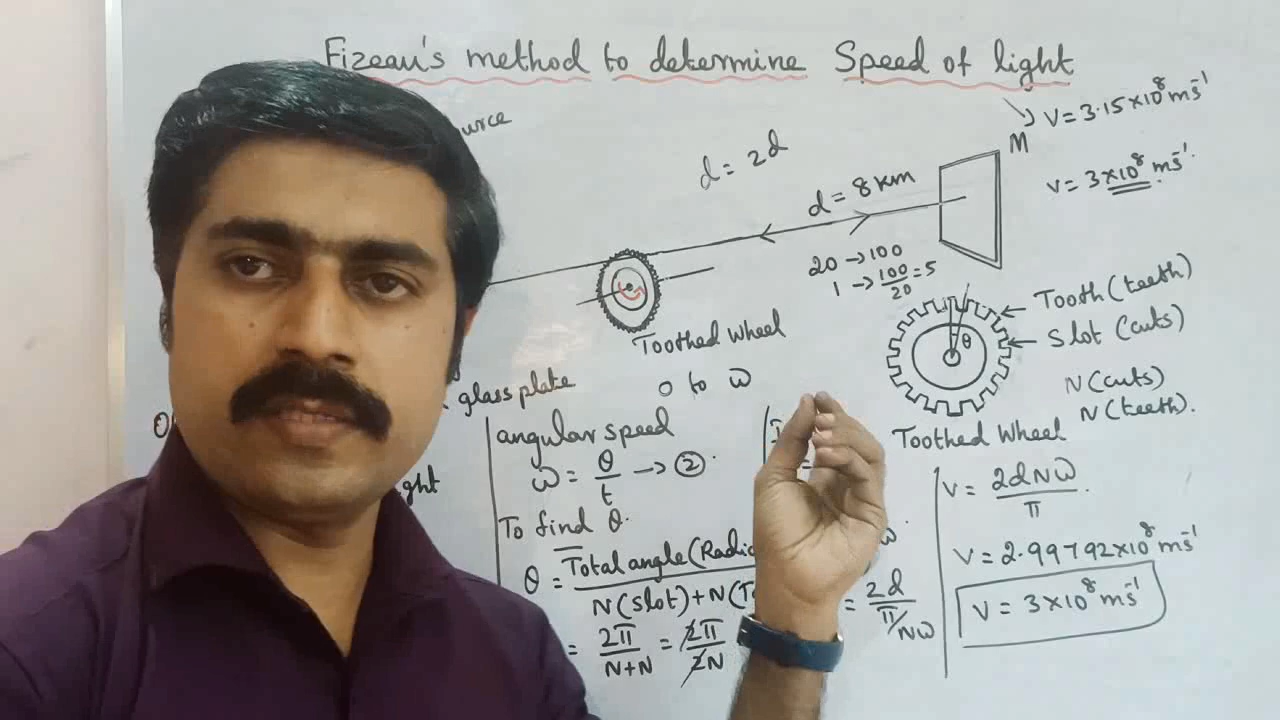 Fizeau's method to determine Speed of light
V = 3.15×10⁸ ms⁻¹
M
V = 3×10⁸ ms⁻¹.
d = 2d
d = 8 km
20 → 100
1 → 100/20 = 5
Toothed Wheel
Tooth (teeth)
Slot (cuts)
θ
N (cuts)
N (teeth).
Toothed Wheel
glass plate
0 to ω
angular speed
ω = θ/t → ②.
To find θ.
θ = Total angle
N(slot) + N
= 2π/N+N = 2π/2N
= 2d/π/Nω
V = 2dNω/π.
V = 2.99792×10⁸ ms⁻¹
V = 3×10⁸ ms⁻¹